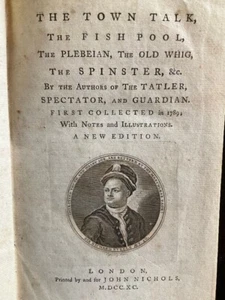 THE TOWN TALK,
THE FISH POOL,
THE PLEBEIAN, THE OLD WHIG,
THE SPINSTER, &c.
BY THE AUTHORS OF THE TATLER,
SPECTATOR, AND GUARDIAN.
FIRST COLLECTED in 1789;
With NOTES and ILLUSTRATIONS.
A NEW EDITION.
LONDON,
Printed by and for JOHN NICHOLS,
M.DCC.XC.